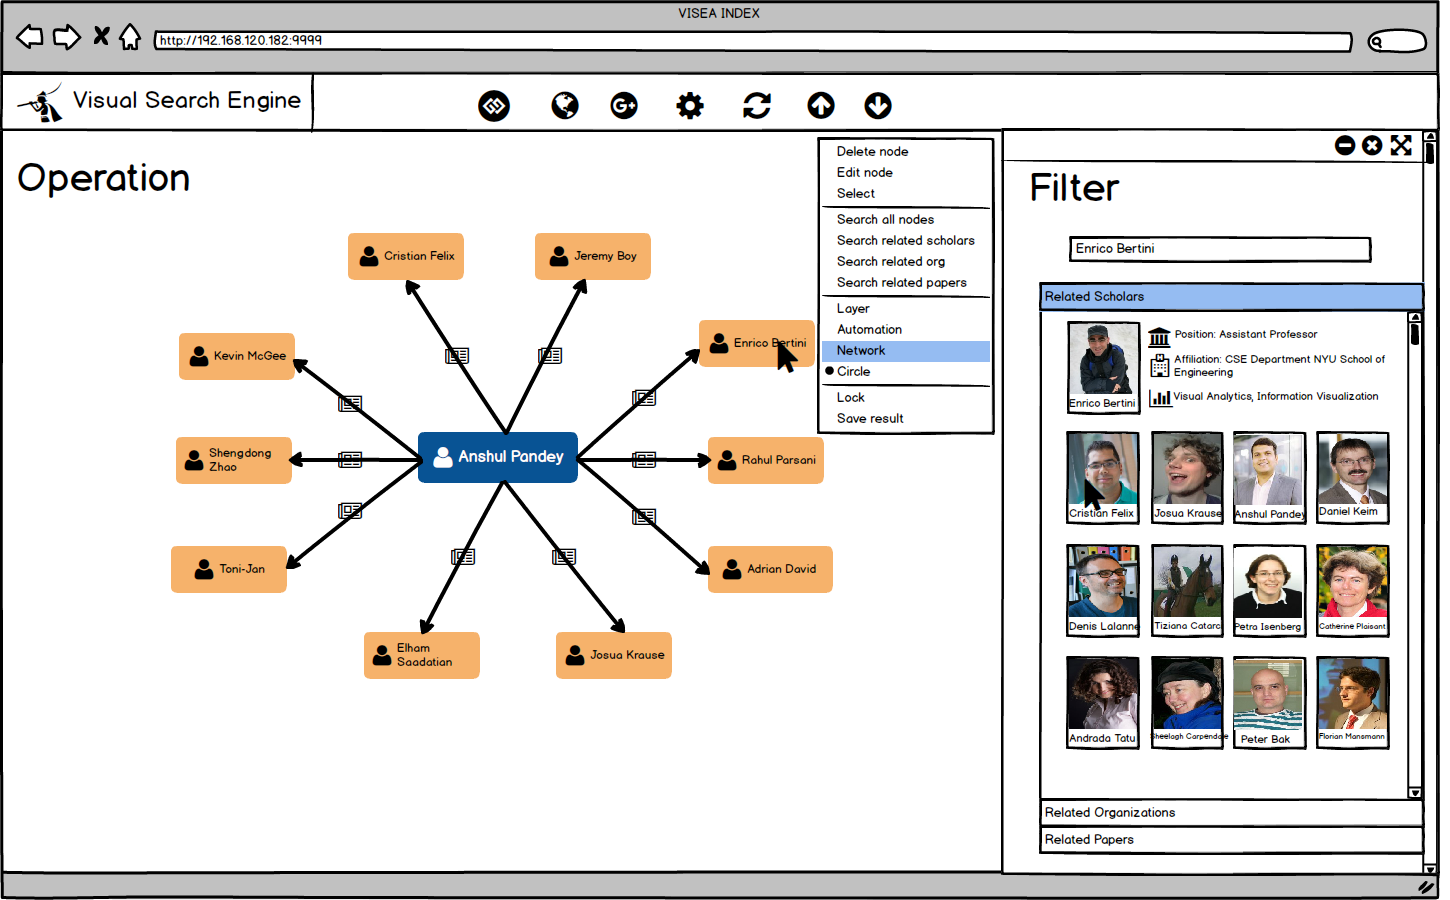 VISEA INDEX
http://192.168.120.182:9999
Visual Search Engine
G+
Operation
Cristian Felix
Jeremy Boy
Kevin McGee
Enrico Bertini
Shengdong
Zhao
Anshul Pandey
Rahul Parsani
Toni-Jan
Adrian David
Elham
Saadatian
Josua Krause
Delete node
Edit node
Select
Search all nodes
Search related scholars
Search related org
Search related papers
Layer
Automation
Network
Circle
Lock
Save result
Filter
Enrico Bertini
Related Scholars
Enrico Bertini
Position: Assistant Professor
Affiliation: CSE Department NYU School of
Engineering
Visual Analytics, Information Visualization
Cristian Felix
Josua Krause
Anshul Pandey
Daniel Keim
Denis Lalanne
Tiziana Catarc
Petra Isenberg
Catherine Plaisant
Andrada Tatu
Sheelagh Carpendale
Peter Bak
Florian Mansmann
Related Organizations
Related Papers